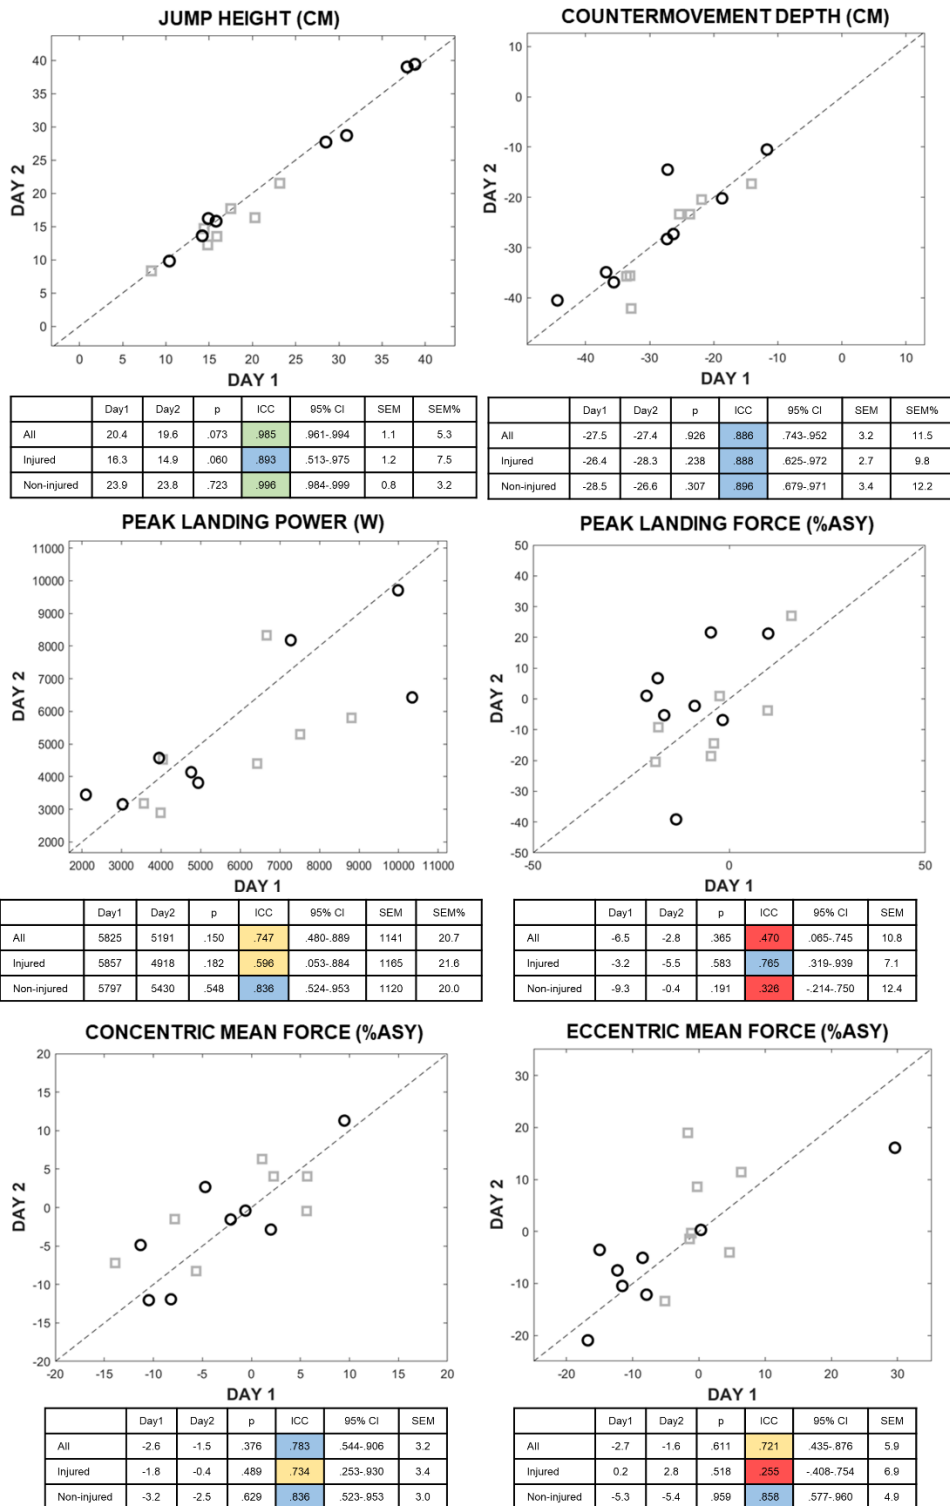 JUMP HEIGHT (CM)
40
35
30
25
20
15
10
5
0
DAY 2
0 5 10 15 20 25 30 35 40
DAY 1
Day1 Day2 p ICC 95% CI SEM SEM%
All 20.4 19.6 .073 .985 .961-.994 1.1 5.3
Injured 16.3 14.9 .060 .893 .513-.975 1.2 7.5
Non-injured 23.9 23.8 .723 .996 .984-.999 0.8 3.2
COUNTERMOVEMENT DEPTH (CM)
10
0
-10
-20
-30
-40
DAY 2
-40 -30 -20 -10 0 10
DAY 1
Day1 Day2 p ICC 95% CI SEM SEM%
All -27.5 -27.4 .926 .886 .743-.952 3.2 11.5
Injured -26.4 -28.3 .238 .888 .625-.972 2.7 9.8
Non-injured -28.5 -26.6 .307 .896 .679-.971 3.4 12.2
PEAK LANDING POWER (W)
11000
10000
9000
8000
7000
6000
5000
4000
3000
2000
DAY 2
2000 3000 4000 5000 6000 7000 8000 9000 10000 11000
DAY 1
Day1 Day2 p ICC 95% CI SEM SEM%
All 5825 5191 .150 .747 .480-.889 1141 20.7
Injured 5857 4918 .182 .596 .053-.884 1165 21.6
Non-injured 5797 5430 .548 .836 .524-.953 1120 20.0
PEAK LANDING FORCE (%ASY)
50
40
30
20
10
0
-10
-20
-30
-40
-50
DAY 2
-50 0 50
DAY 1
Day1 Day2 p ICC 95% CI SEM
All -6.5 -2.8 .365 .470 .065-.745 10.8
Injured -3.2 -5.5 .583 .765 .319-.939 7.1
Non-injured -9.3 -0.4 .191 .326 -.214-.750 12.4
CONCENTRIC MEAN FORCE (%ASY)
20
15
10
5
0
-5
-10
-15
-20
DAY 2
-20 -15 -10 -5 0 5 10 15 20
DAY 1
Day1 Day2 p ICC 95% CI SEM
All -2.6 -1.5 .376 .783 .544-.906 3.2
Injured -1.8 -0.4 .489 .734 .253-.930 3.4
Non-injured -3.2 -2.5 .629 .836 .523-.953 3.0
ECCENTRIC MEAN FORCE (%ASY)
30
20
10
0
-10
-20
DAY 2
-20 -10 0 10 20 30
DAY 1
Day1 Day2 p ICC 95% CI SEM
All -2.7 -1.6 .611 .721 .435-.876 5.9
Injured 0.2 2.8 .518 .255 -.408-.754 6.9
Non-injured -5.3 -5.4 .959 .858 .577-.960 4.9